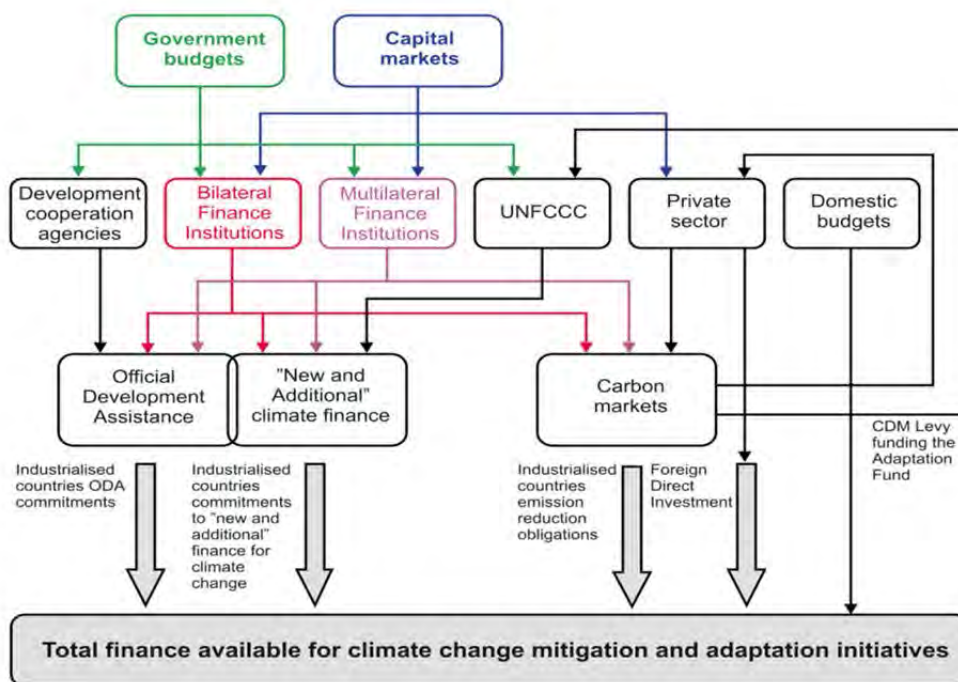 Government
budgets
Capital
markets
Development
cooperation
agencies
Bilateral
Finance
Institutions
Multilateral
Finance
Institutions
UNFCCC
Private
sector
Domestic
budgets
Official
Development
Assistance
"New and
Additional"
climate finance
Carbon
markets
CDM Levy
funding the
Adaptation
Fund
Industrialised
countries ODA
commitments
Industrialised
countries
commitments
to "new and
additional"
finance for
climate
change
Industrialised
countries
emission
reduction
obligations
Foreign
Direct
Investment
Total finance available for climate change mitigation and adaptation initiatives